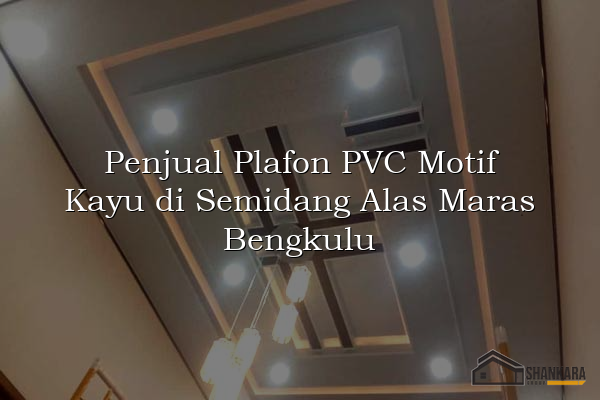 Penjual Plafon PVC Motif
Kayu di Semidang Alas Maras
Bengkulu
SHANKARA